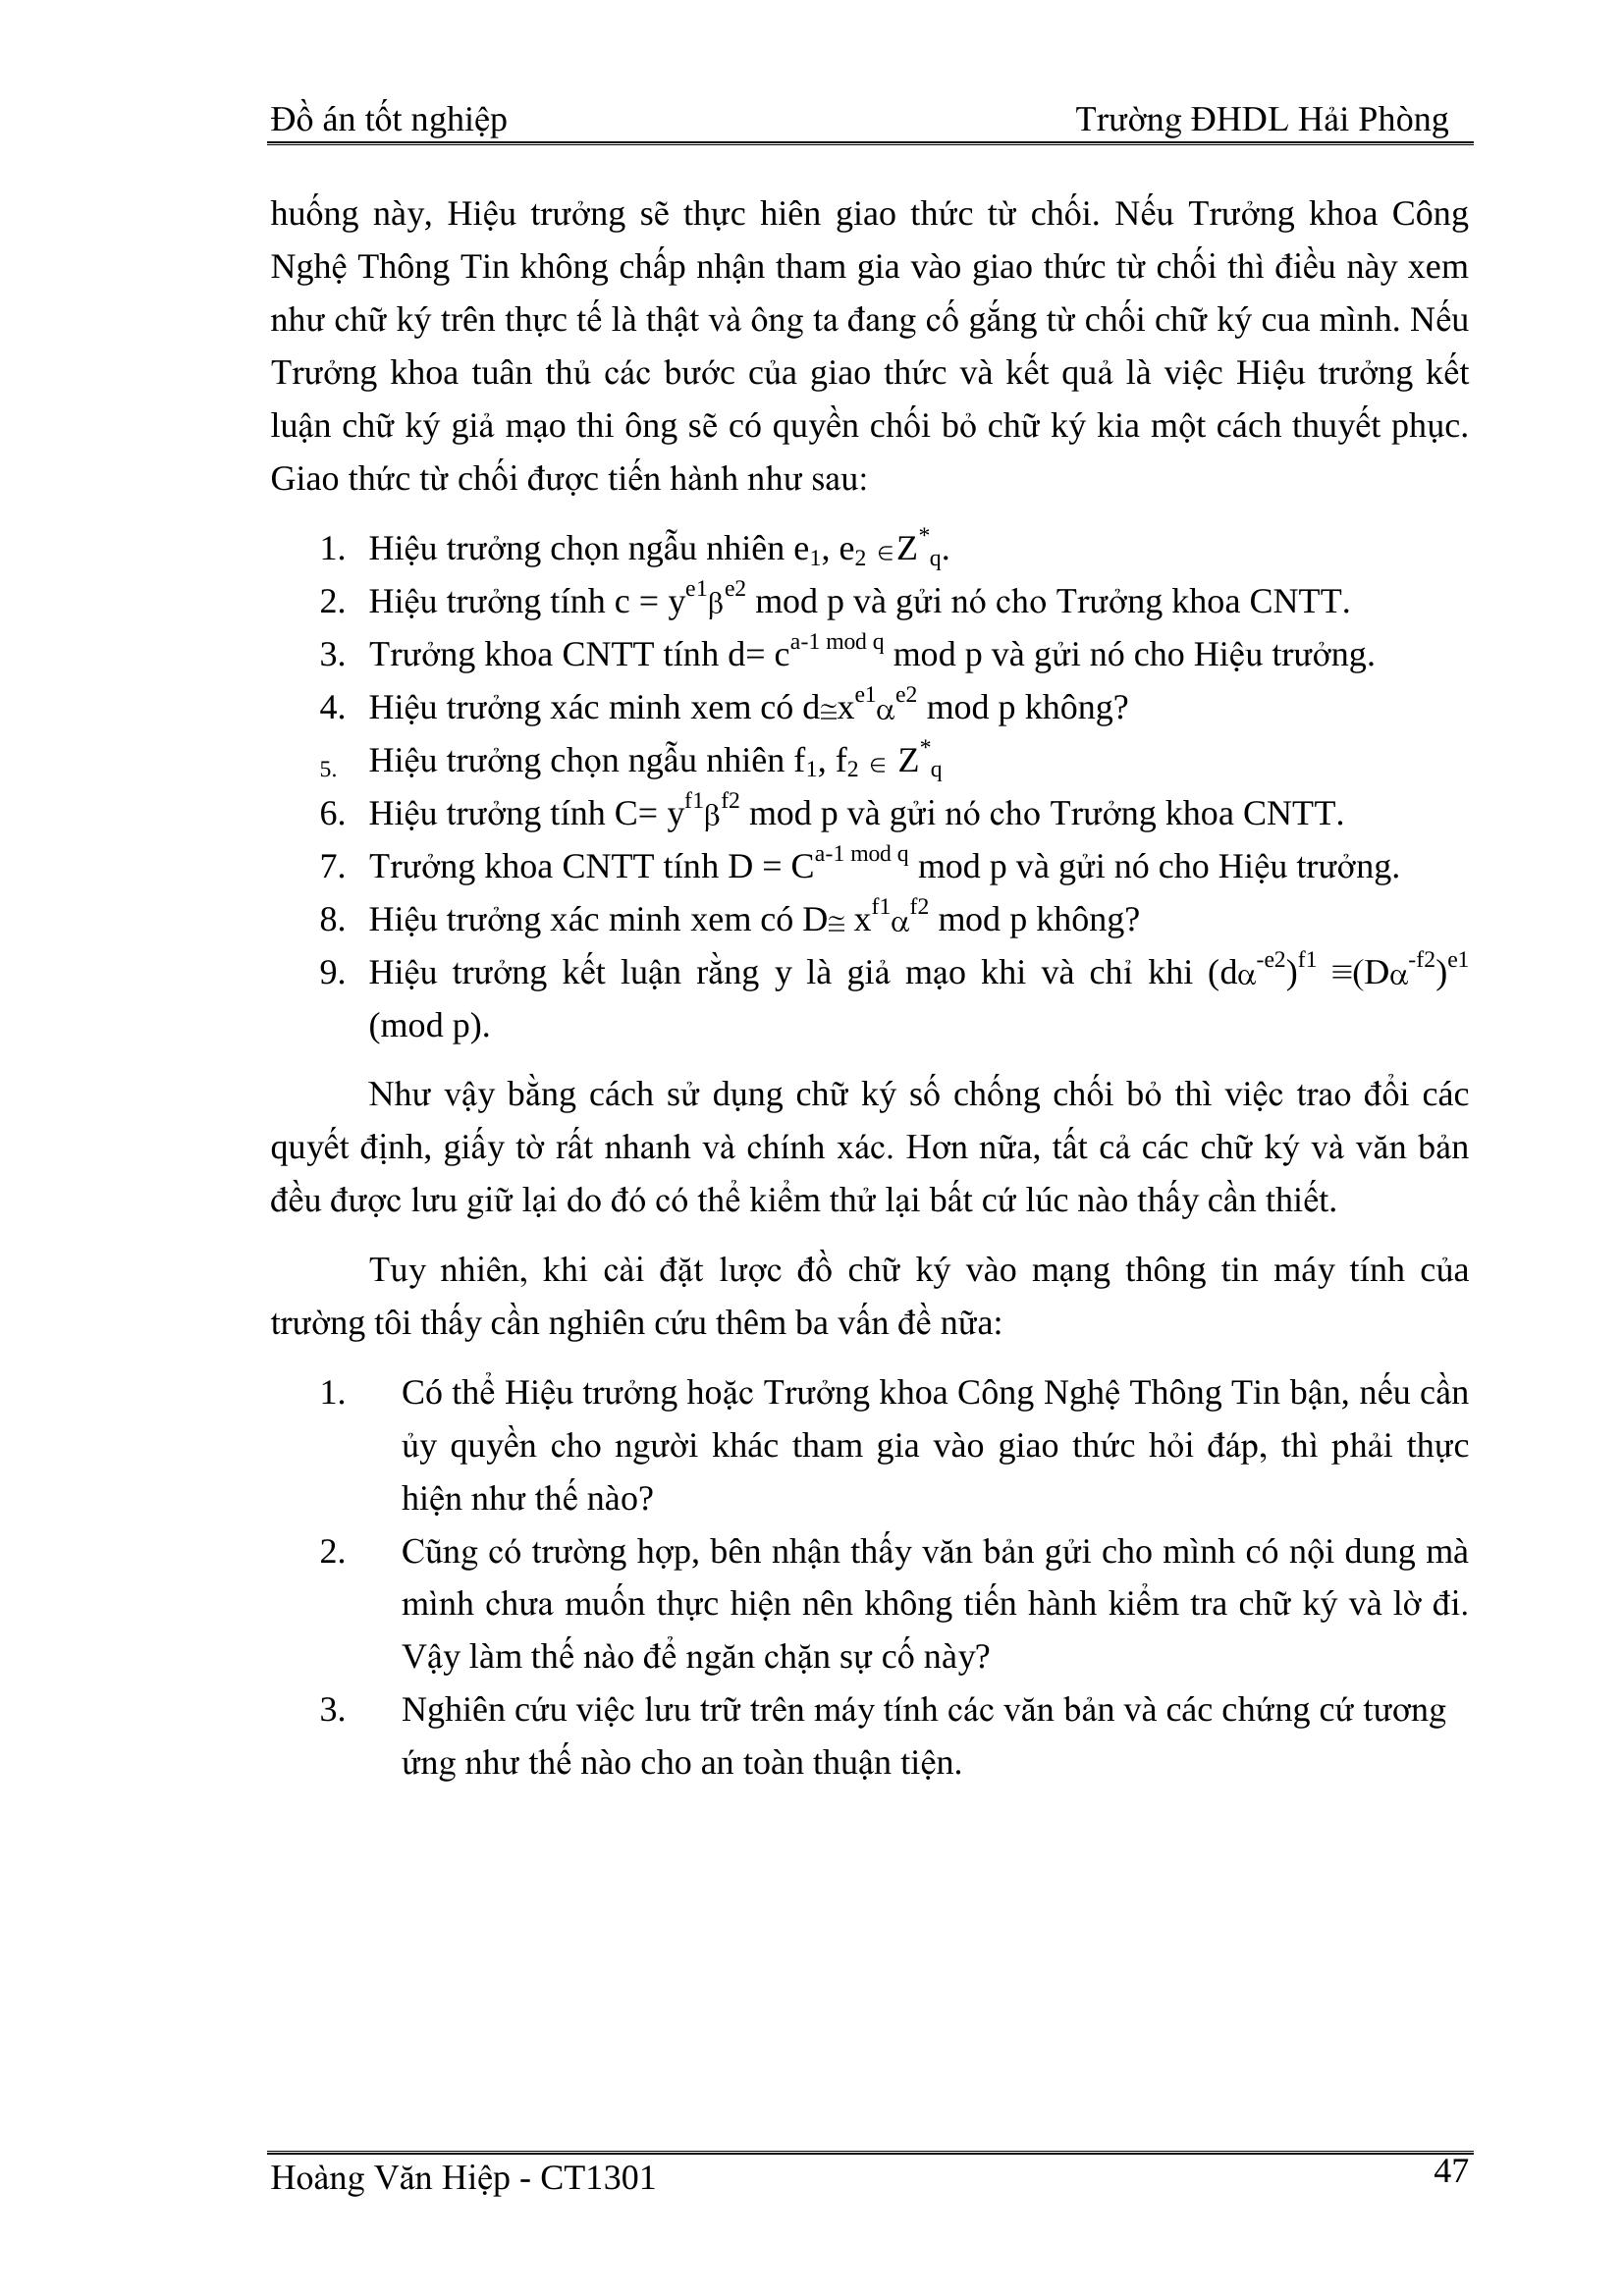 Đồ án tốt nghiệp Trường ĐHDL Hải Phòng
huống này, Hiệu trưởng sẽ thực hiên giao thức từ chối. Nếu Trưởng khoa Công
Nghệ Thông Tin không chấp nhận tham gia vào giao thức từ chối thì điều này xem
như chữ ký trên thực tế là thật và ông ta đang cố gắng từ chối chữ ký cua mình. Nếu
Trưởng khoa tuân thủ các bước của giao thức và kết quả là việc Hiệu trưởng kết
luận chữ ký giả mạo thi ông sẽ có quyền chối bỏ chữ ký kia một cách thuyết phục.
Giao thức từ chối được tiến hành như sau:
1. Hiệu trưởng chọn ngẫu nhiên e₁, e₂ ∈Z*q.
2. Hiệu trưởng tính c = y^e1β^e2 mod p và gửi nó cho Trưởng khoa CNTT.
3. Trưởng khoa CNTT tính d= c^a-1 mod q mod p và gửi nó cho Hiệu trưởng.
4. Hiệu trưởng xác minh xem có d≅x^e1α^e2 mod p không?
5. Hiệu trưởng chọn ngẫu nhiên f₁, f₂ ∈ Z*q
6. Hiệu trưởng tính C= y^f1β^f2 mod p và gửi nó cho Trưởng khoa CNTT.
7. Trưởng khoa CNTT tính D = C^a-1 mod q mod p và gửi nó cho Hiệu trưởng.
8. Hiệu trưởng xác minh xem có D≅ x^f1α^f2 mod p không?
9. Hiệu trưởng kết luận rằng y là giả mạo khi và chỉ khi (dα^-e2)^f1 ≡(Dα^-f2)^e1
(mod p).
Như vậy bằng cách sử dụng chữ ký số chống chối bỏ thì việc trao đổi các
quyết định, giấy tờ rất nhanh và chính xác. Hơn nữa, tất cả các chữ ký và văn bản
đều được lưu giữ lại do đó có thể kiểm thử lại bất cứ lúc nào thấy cần thiết.
Tuy nhiên, khi cài đặt lược đồ chữ ký vào mạng thông tin máy tính của
trường tôi thấy cần nghiên cứu thêm ba vấn đề nữa:
1. Có thể Hiệu trưởng hoặc Trưởng khoa Công Nghệ Thông Tin bận, nếu cần
ủy quyền cho người khác tham gia vào giao thức hỏi đáp, thì phải thực
hiện như thế nào?
2. Cũng có trường hợp, bên nhận thấy văn bản gửi cho mình có nội dung mà
mình chưa muốn thực hiện nên không tiến hành kiểm tra chữ ký và lờ đi.
Vậy làm thế nào để ngăn chặn sự cố này?
3. Nghiên cứu việc lưu trữ trên máy tính các văn bản và các chứng cứ tương
ứng như thế nào cho an toàn thuận tiện.
Hoàng Văn Hiệp - CT1301 47